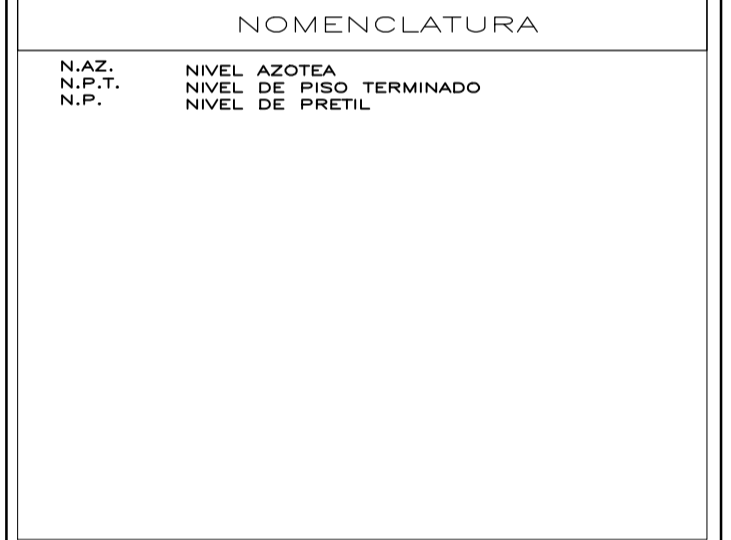 NOMENCLATURA
N.AZ. NIVEL AZOTEA
N.P.T. NIVEL DE PISO TERMINADO
N.P. NIVEL DE PRETIL